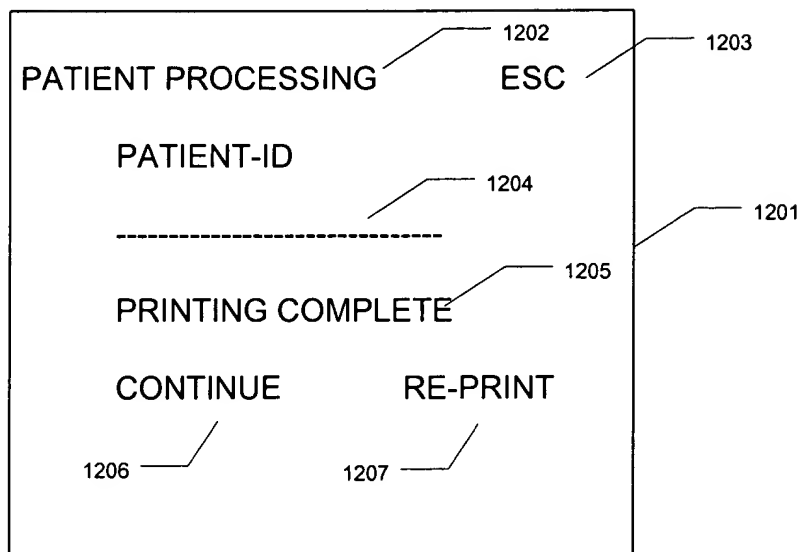 1202
1203
PATIENT PROCESSING ESC
PATIENT-ID
1204
1201
------------------------------
1205
PRINTING COMPLETE
CONTINUE RE-PRINT
1206 1207